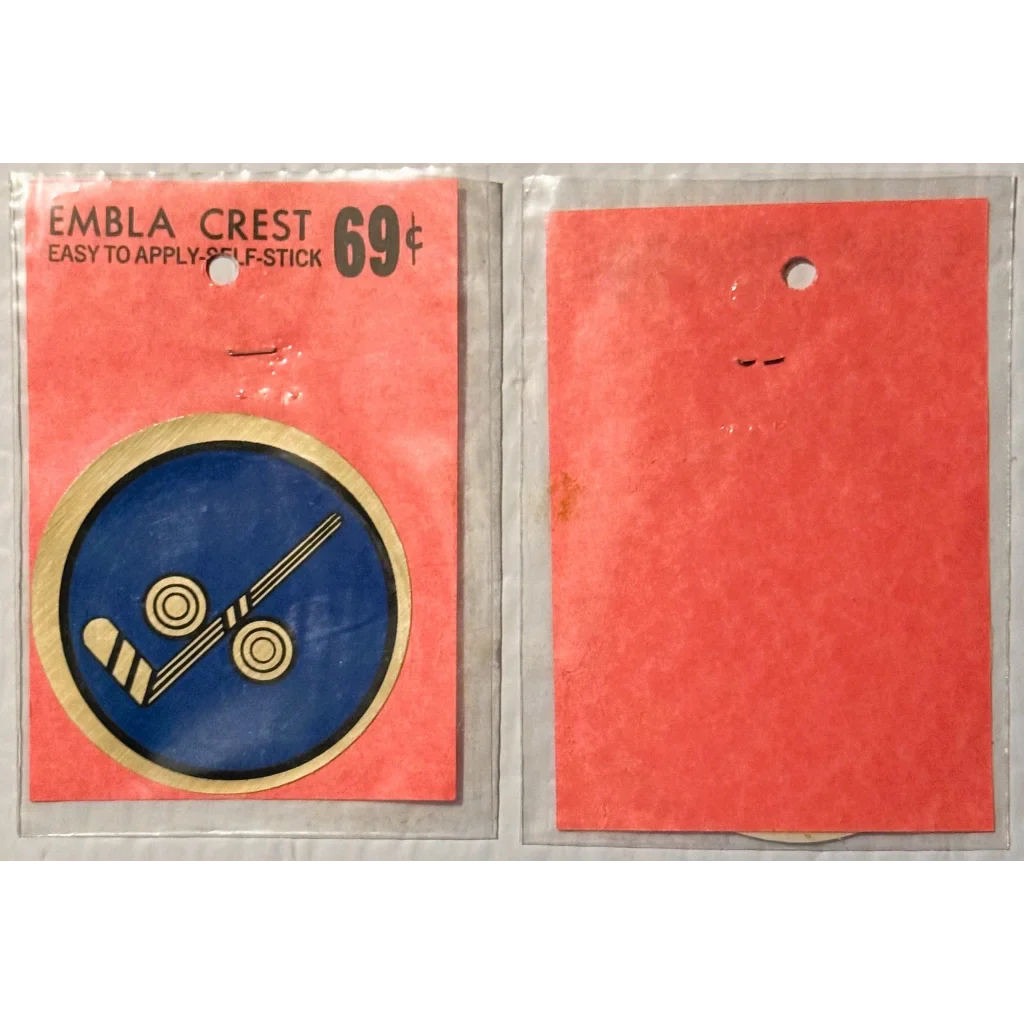 EMBLA CREST 69¢
EASY TO APPLY-SELF-STICK